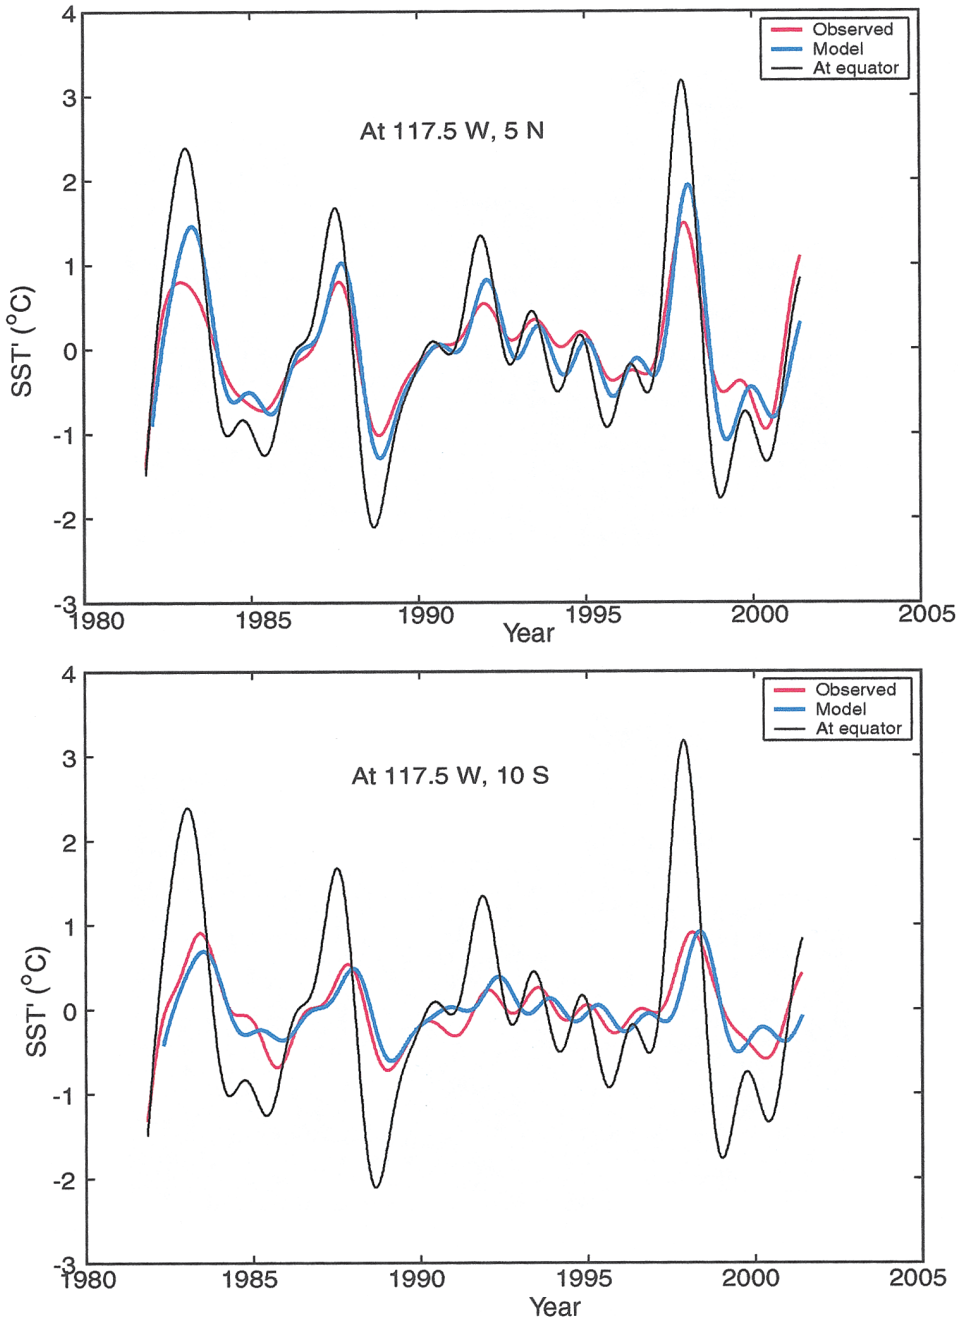 4
Observed
Model
At equator
3
At 117.5 W, 5 N
2
1
SST' (°C)
0
-1
-2
-3
1980
1985
1990
1995
2000
2005
Year
4
Observed
Model
At equator
3
At 117.5 W, 10 S
2
1
SST' (°C)
0
-1
-2
-3
1980
1985
1990
1995
2000
2005
Year